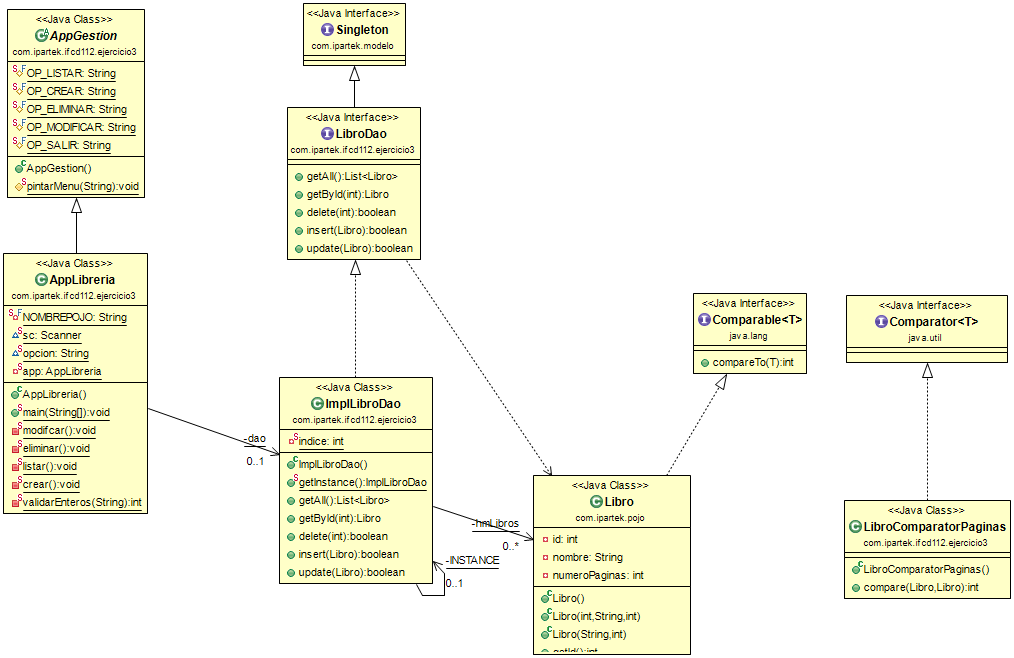 <<Java Class>>
AppGestion
com.ipartek.ifcd112.ejercicio3
OP_LISTAR: String
OP_CREAR: String
OP_ELIMINAR: String
OP_MODIFICAR: String
OP_SALIR: String
AppGestion()
pintarMenu(String):void
<<Java Interface>>
Singleton
com.ipartek.modelo
<<Java Interface>>
LibroDao
com.ipartek.ifcd112.ejercicio3
getAll():List<Libro>
getById(int):Libro
delete(int):boolean
insert(Libro):boolean
update(Libro):boolean
<<Java Class>>
AppLibreria
com.ipartek.ifcd112.ejercicio3
NOMBREPOJO: String
sc: Scanner
opcion: String
app: AppLibreria
AppLibreria()
main(String[]):void
modifcar():void
eliminar():void
listar():void
crear():void
validarEnteros(String):int
-dao
0..1
<<Java Class>>
ImplLibroDao
com.ipartek.ifcd112.ejercicio3
indice: int
ImplLibroDao()
getInstance():ImplLibroDao
getAll():List<Libro>
getById(int):Libro
delete(int):boolean
insert(Libro):boolean
update(Libro):boolean
-hmLibros
0..*
-INSTANCE
0..1
<<Java Interface>>
Comparable<T>
java.lang
compareTo(T):int
<<Java Interface>>
Comparator<T>
java.util
<<Java Class>>
Libro
com.ipartek.pojo
id: int
nombre: String
numeroPaginas: int
Libro()
Libro(int,String,int)
Libro(String,int)
getId():int
<<Java Class>>
LibroComparatorPaginas
com.ipartek.ifcd112.ejercicio3
LibroComparatorPaginas()
compare(Libro,Libro):int